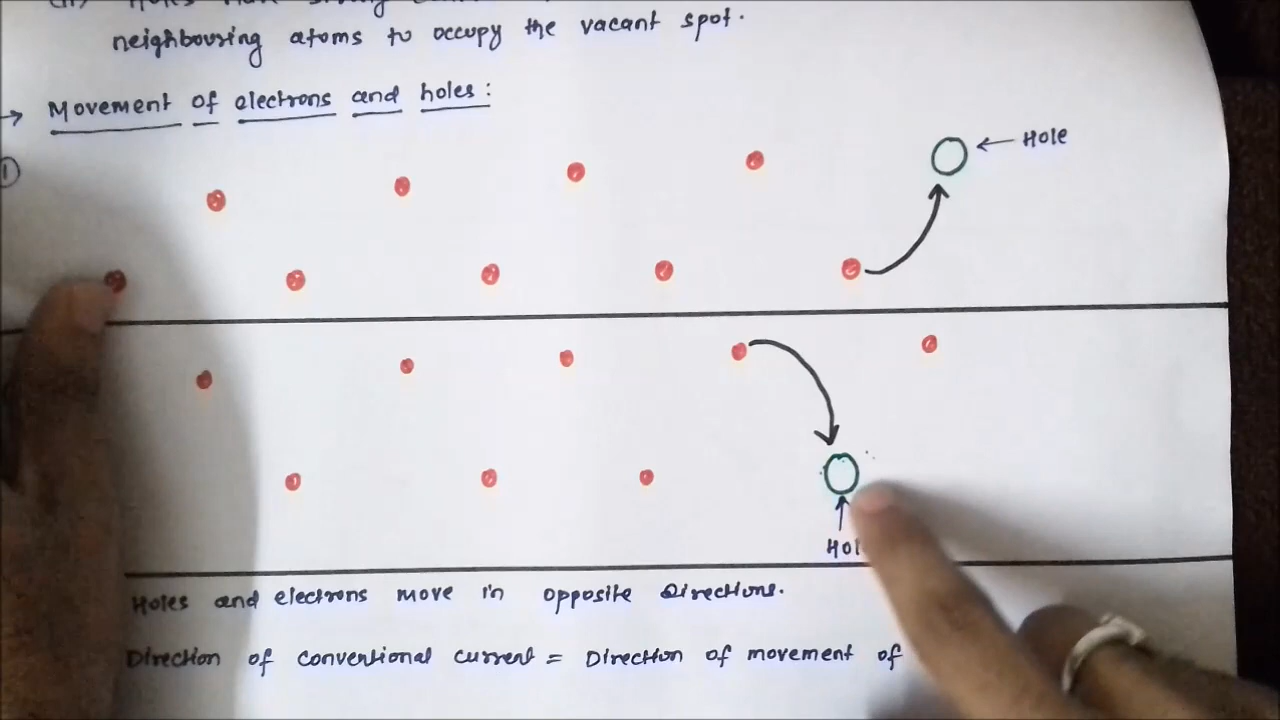 neighbouring atoms to occupy the vacant spot.
→ Movement of electrons and holes:
①
← Hole
Holes and electrons move in opposite Directions.
Direction of conventional current = Direction of movement of